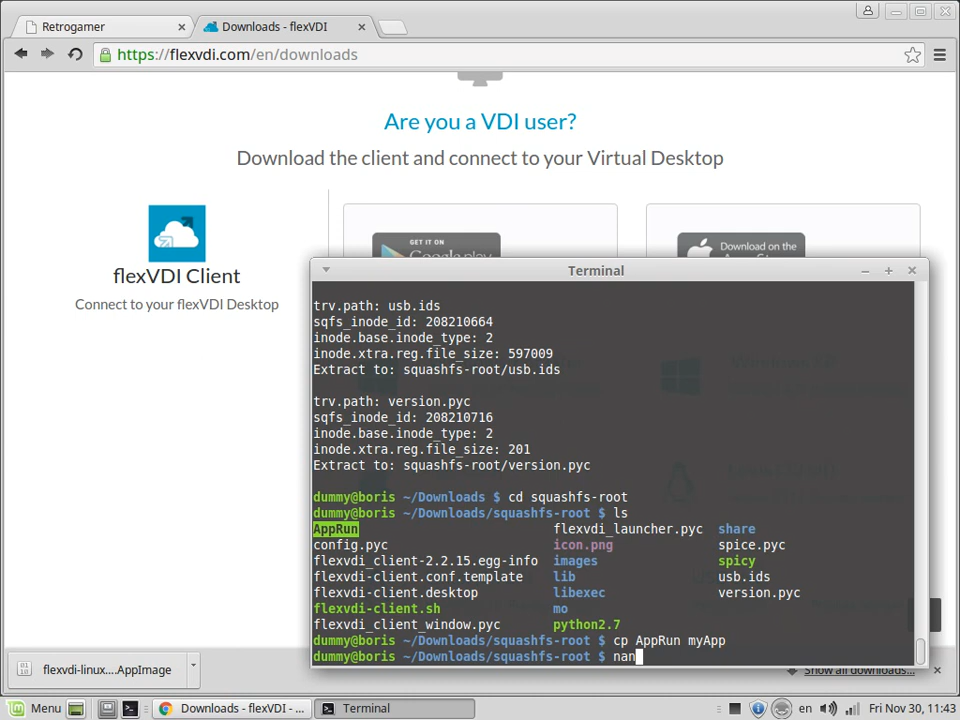 Retrogamer
Downloads - flexVDI
https://flexvdi.com/en/downloads
Are you a VDI user?
Download the client and connect to your Virtual Desktop
flexVDI Client
Connect to your flexVDI Desktop
GET IT ON
Google play
Download on the
Terminal
trv.path: usb.ids
sqfs_inode_id: 208210664
inode.base.inode_type: 2
inode.xtra.reg.file_size: 597009
Extract to: squashfs-root/usb.ids
trv.path: version.pyc
sqfs_inode_id: 208210716
inode.base.inode_type: 2
inode.xtra.reg.file_size: 201
Extract to: squashfs-root/version.pyc
dummy@boris ~/Downloads $ cd squashfs-root
dummy@boris ~/Downloads/squashfs-root $ ls
AppRun flexvdi_launcher.pyc share
config.pyc icon.png spice.pyc
flexvdi_client-2.2.15.egg-info images spicy
flexvdi-client.conf.template lib usb.ids
flexvdi-client.desktop libexec version.pyc
flexvdi-client.sh mo
flexvdi_client_window.pyc python2.7
dummy@boris ~/Downloads/squashfs-root $ cp AppRun myApp
dummy@boris ~/Downloads/squashfs-root $ nan
flexvdi-linux....AppImage
Show all downloads...
Menu
Downloads - flexVDI - ...
Terminal
en
Fri Nov 30, 11:43